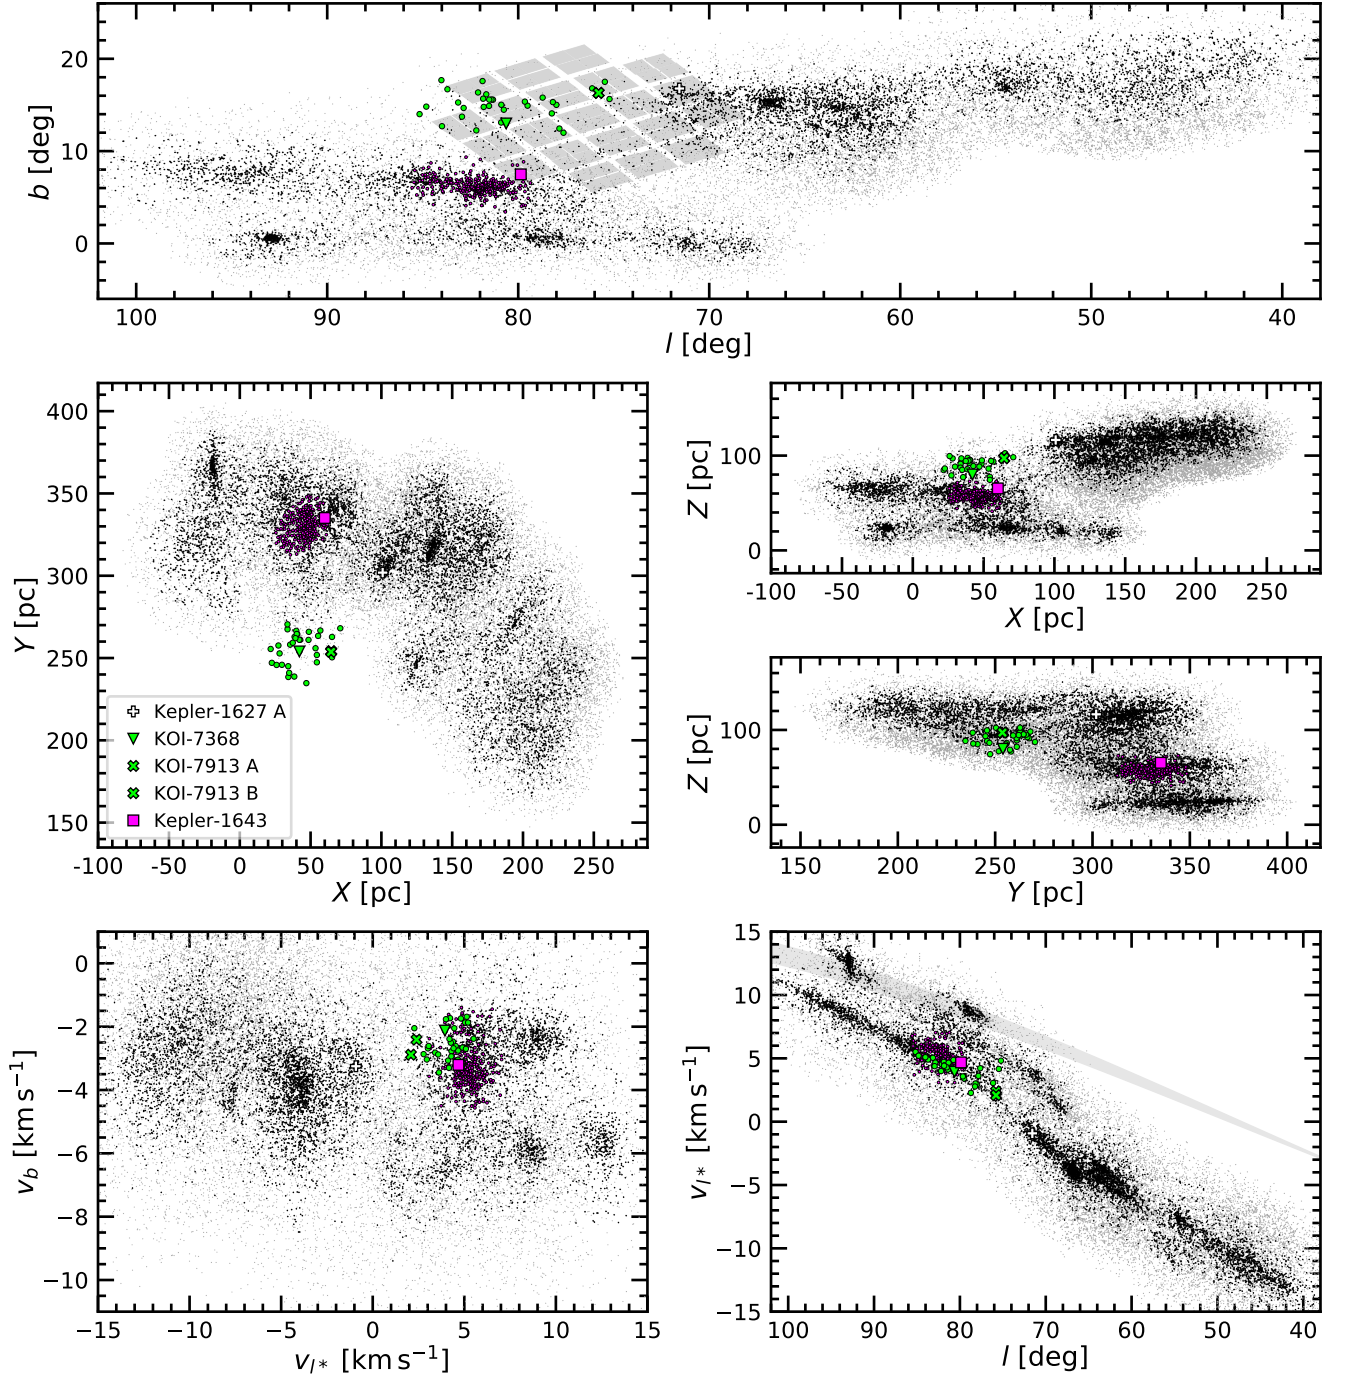 20
10
0
b [deg]
100 90 80 70 60 50 40
l [deg]
400
350
300
250
200
150
Y [pc]
Kepler-1627 A
KOI-7368
KOI-7913 A
KOI-7913 B
Kepler-1643
-100 -50 0 50 100 150 200 250
X [pc]
100
0
Z [pc]
-100 -50 0 50 100 150 200 250
X [pc]
100
0
Z [pc]
150 200 250 300 350 400
Y [pc]
0
−2
−4
−6
−8
−10
v_b [km s⁻¹]
−15 −10 −5 0 5 10 15
v_{l*} [km s⁻¹]
15
10
5
0
−5
−10
−15
v_{l*} [km s⁻¹]
100 90 80 70 60 50 40
l [deg]